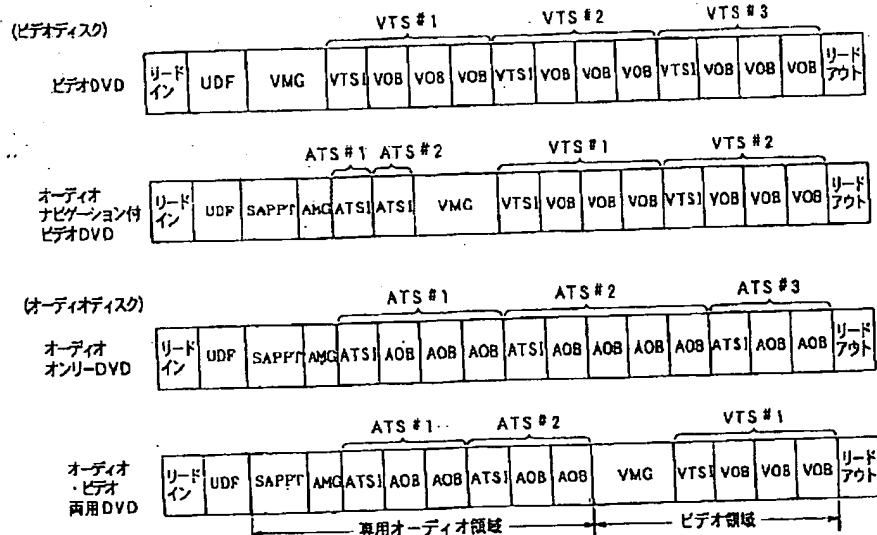 (ビデオディスク)
VTS #1 VTS #2 VTS #3
ビデオDVD
リードイン UDF VMG VTSI VOB VOB VOB VTSI VOB VOB VOB VTSI VOB VOB VOB リードアウト
ATS #1 ATS #2 VTS #1 VTS #2
オーディオ
ナビゲーション付
ビデオDVD
リードイン UDF SAPPT AMG ATSI ATSI VMG VTSI VOB VOB VOB VTSI VOB VOB VOB リードアウト
(オーディオディスク)
ATS #1 ATS #2 ATS #3
オーディオ
オンリーDVD
リードイン UDF SAPPT AMG ATSI AOB AOB AOB ATSI AOB AOB AOB AOB ATSI AOB AOB リードアウト
ATS #1 ATS #2 VTS #1
オーディオ
・ビデオ
両用DVD
リードイン UDF SAPPT AMG ATSI AOB AOB ATSI AOB AOB VMG VTSI VOB VOB VOB リードアウト
専用オーディオ領域 ビデオ領域